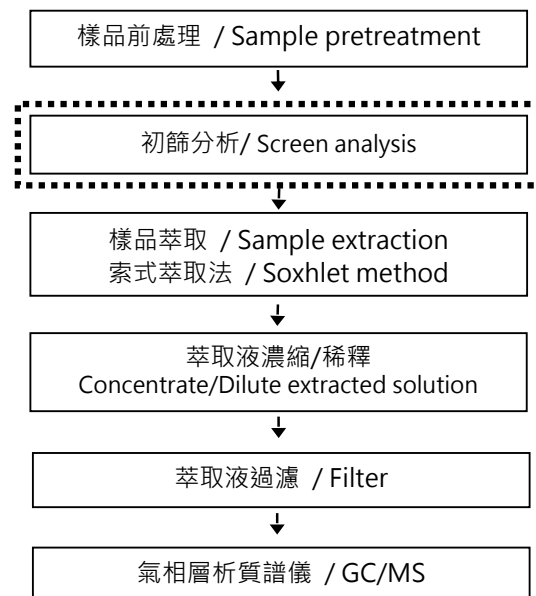 樣品前處理 / Sample pretreatment
初篩分析/ Screen analysis
樣品萃取 / Sample extraction
索式萃取法 / Soxhlet method
萃取液濃縮/稀釋
Concentrate/Dilute extracted solution
萃取液過濾 / Filter
氣相層析質譜儀 / GC/MS